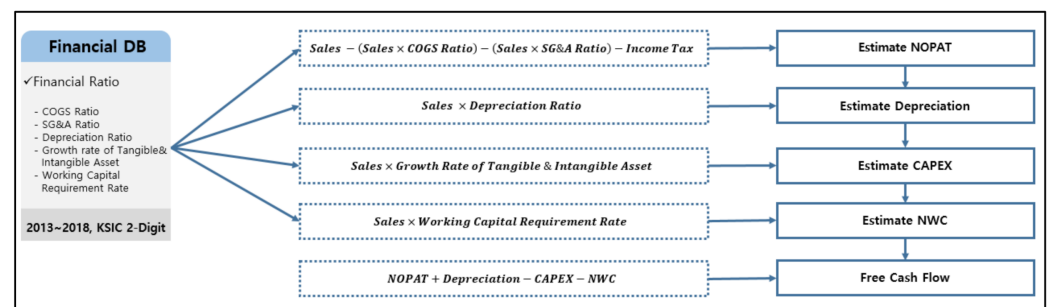 Financial DB
✓Financial Ratio
- COGS Ratio
- SG&A Ratio
- Depreciation Ratio
- Growth rate of Tangible&
Intangible Asset
- Working Capital
Requirement Rate
2013~2018, KSIC 2-Digit
Sales − (Sales × COGS Ratio) − (Sales × SG&A Ratio) − Income Tax
Estimate NOPAT
Sales × Depreciation Ratio
Estimate Depreciation
Sales × Growth Rate of Tangible & Intangible Asset
Estimate CAPEX
Sales × Working Capital Requirement Rate
Estimate NWC
NOPAT + Depreciation − CAPEX − NWC
Free Cash Flow